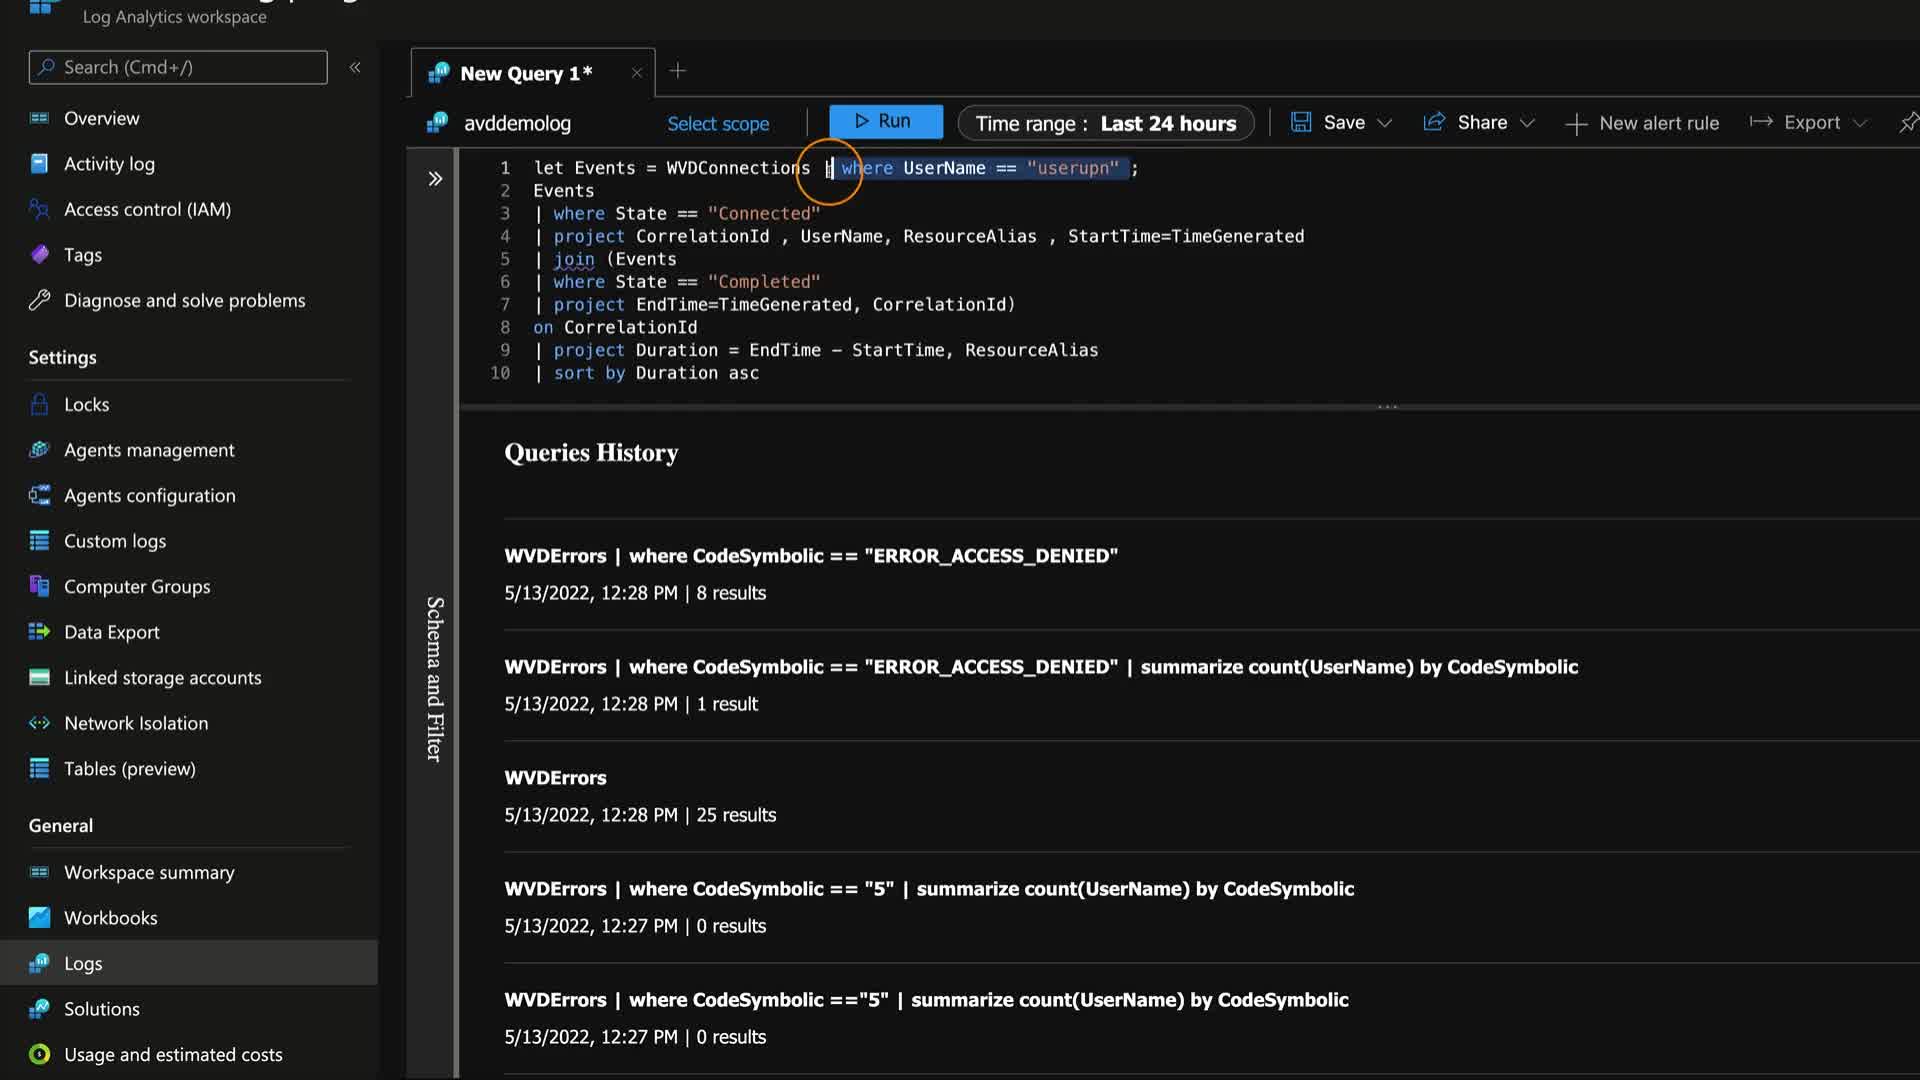 Log Analytics workspace
Search (Cmd+/)
«
Overview
Activity log
Access control (IAM)
Tags
Diagnose and solve problems
Settings
Locks
Agents management
Agents configuration
Custom logs
Computer Groups
Data Export
Linked storage accounts
Network Isolation
Tables (preview)
General
Workspace summary
Workbooks
Logs
Solutions
Usage and estimated costs
New Query 1*
avddemolog
Select scope
Run
Time range : Last 24 hours
Save
Share
New alert rule
Export
Schema and Filter
1 let Events = WVDConnections | where UserName == "userupn" ;
2 Events
3 | where State == "Connected"
4 | project CorrelationId , UserName, ResourceAlias , StartTime=TimeGenerated
5 | join (Events
6 | where State == "Completed"
7 | project EndTime=TimeGenerated, CorrelationId)
8 on CorrelationId
9 | project Duration = EndTime - StartTime, ResourceAlias
10 | sort by Duration asc
Queries History
WVDErrors | where CodeSymbolic == "ERROR_ACCESS_DENIED"
5/13/2022, 12:28 PM | 8 results
WVDErrors | where CodeSymbolic == "ERROR_ACCESS_DENIED" | summarize count(UserName) by CodeSymbolic
5/13/2022, 12:28 PM | 1 result
WVDErrors
5/13/2022, 12:28 PM | 25 results
WVDErrors | where CodeSymbolic == "5" | summarize count(UserName) by CodeSymbolic
5/13/2022, 12:27 PM | 0 results
WVDErrors | where CodeSymbolic =="5" | summarize count(UserName) by CodeSymbolic
5/13/2022, 12:27 PM | 0 results